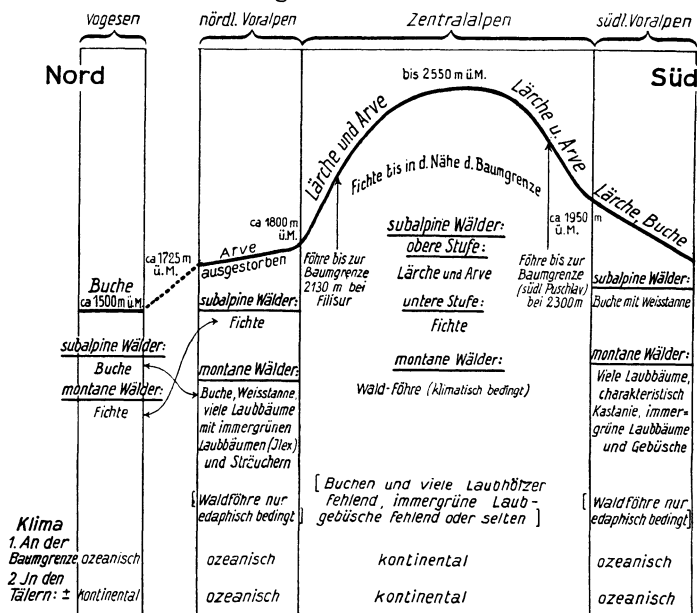 vogesen
nördl. Voralpen
Zentralalpen
südl. Voralpen
Nord
Süd
bis 2550 m ü.M.
Lärche und Arve
Lärche u. Arve
Fichte bis in d. Nähe d. Baumgrenze
Lärche, Buche
ca 1800 m
ü.M.
ca 1950 m
ü.M.
ca 1725 m
ü.M.
Arve
ausgestorben
Buche
ca 1500 m ü.M.
Föhre bis zur
Baumgrenze
2130 m bei
Filisur
Föhre bis zur
Baumgrenze
(südl Puschlav)
bei 2300 m
subalpine Wälder:
Buche
montane Wälder:
Fichte
subalpine Wälder:
Fichte
montane Wälder:
Buche, Weisstanne,
viele Laubbäume
mit immergrünen
Laubbäumen (Jlex)
und Sträuchern
[Waldföhre nur
edaphisch bedingt]
subalpine Wälder:
obere Stufe:
Lärche und Arve
untere Stufe:
Fichte
montane Wälder:
Wald-Föhre (klimatisch bedingt)
[Buchen und viele Laubhölzer
Fehlend, immergrüne Laub-
gebüsche Fehlend oder selten]
subalpine Wälder:
Buche mit Weisstanne
montane Wälder:
Viele Laubbäume,
charakteristisch
Kastanie, immer=
grüne Laubbäume
und Gebüsche
[Waldföhre nur
edaphisch bedingt]
Klima
1. An der
Baumgrenze ozeanisch ozeanisch kontinental ozeanisch
2 Jn den
Tälern: ± kontinental ozeanisch kontinental ozeanisch